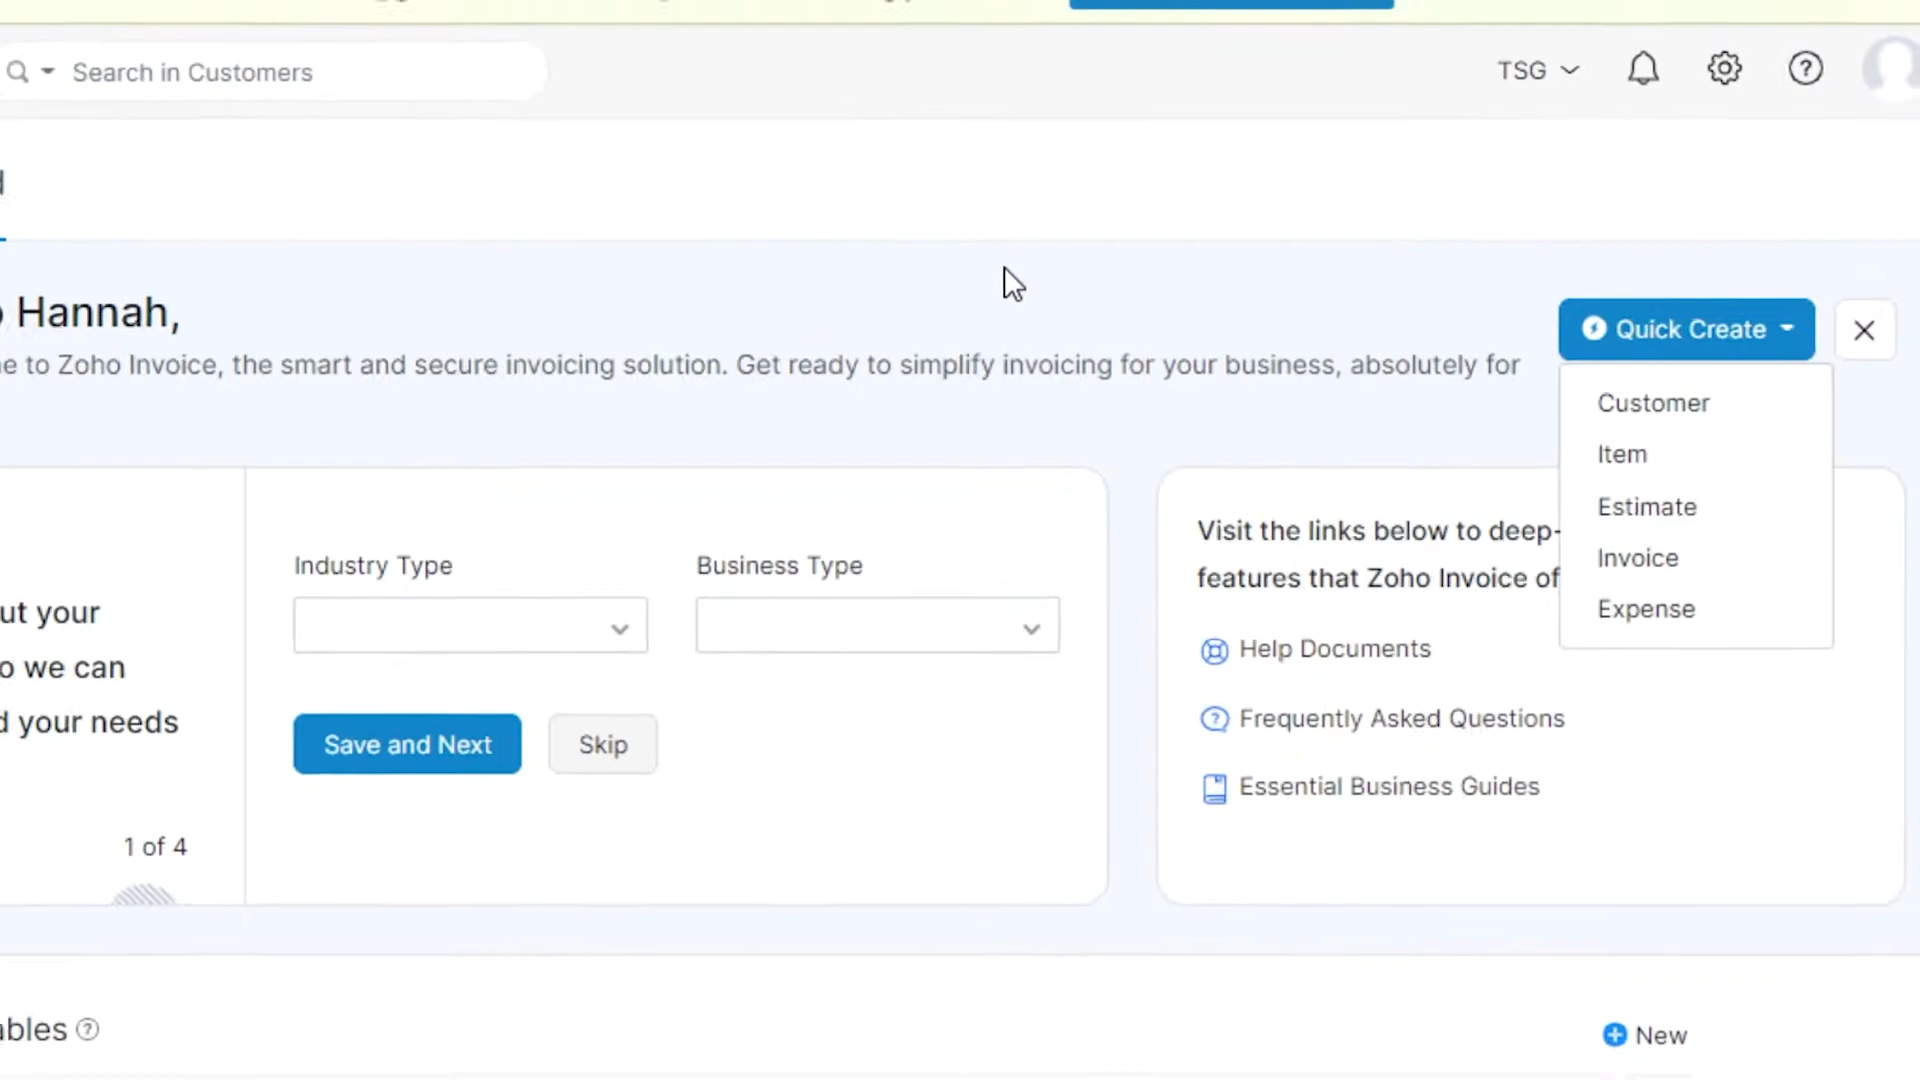 Search in Customers
TSG
Hannah,
to Zoho Invoice, the smart and secure invoicing solution. Get ready to simplify invoicing for your business, absolutely for
Quick Create
Customer
Item
Estimate
Invoice
Expense
your
we can
your needs
1 of 4
Industry Type
Business Type
Save and Next
Skip
Visit the links below to deep-
features that Zoho Invoice
Help Documents
Frequently Asked Questions
Essential Business Guides
New